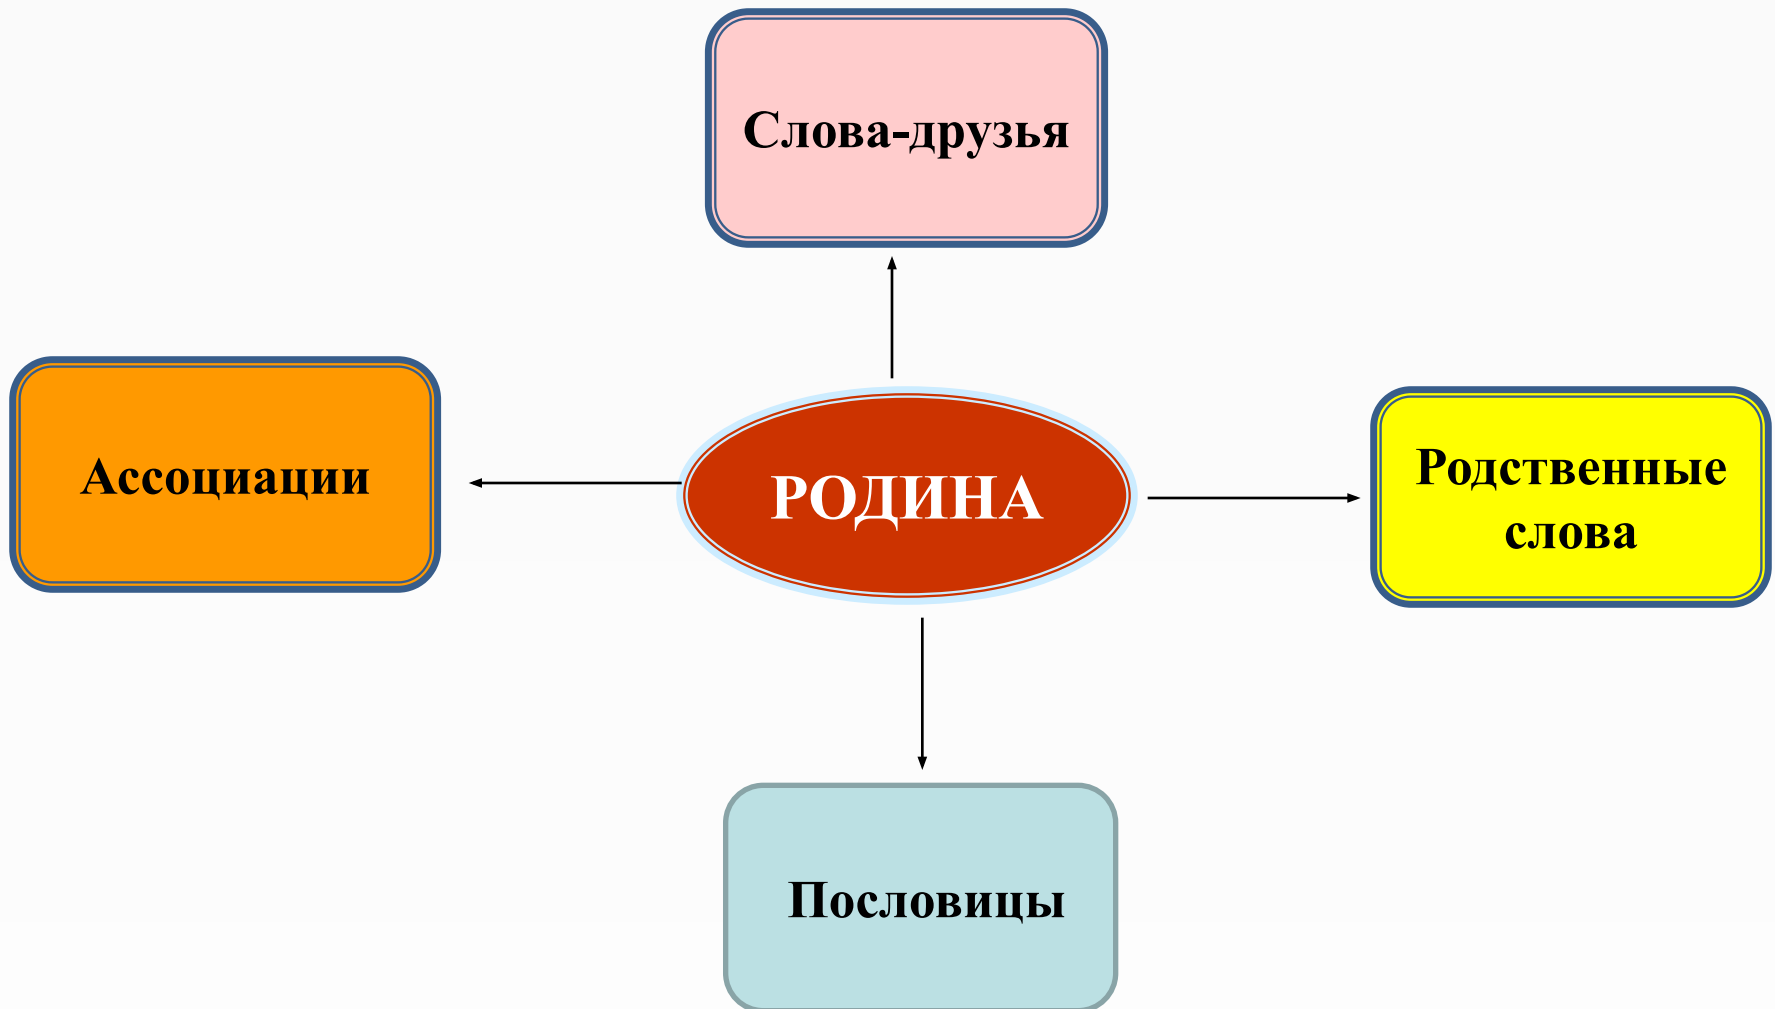 Слова-друзья
Ассоциации
РОДИНА
Родственные
слова
Пословицы